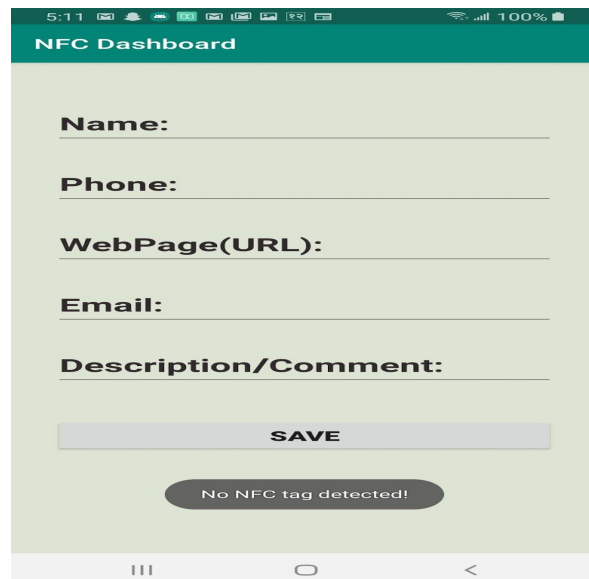 5:11 100%
NFC Dashboard
Name:
Phone:
WebPage(URL):
Email:
Description/Comment:
SAVE
No NFC tag detected!